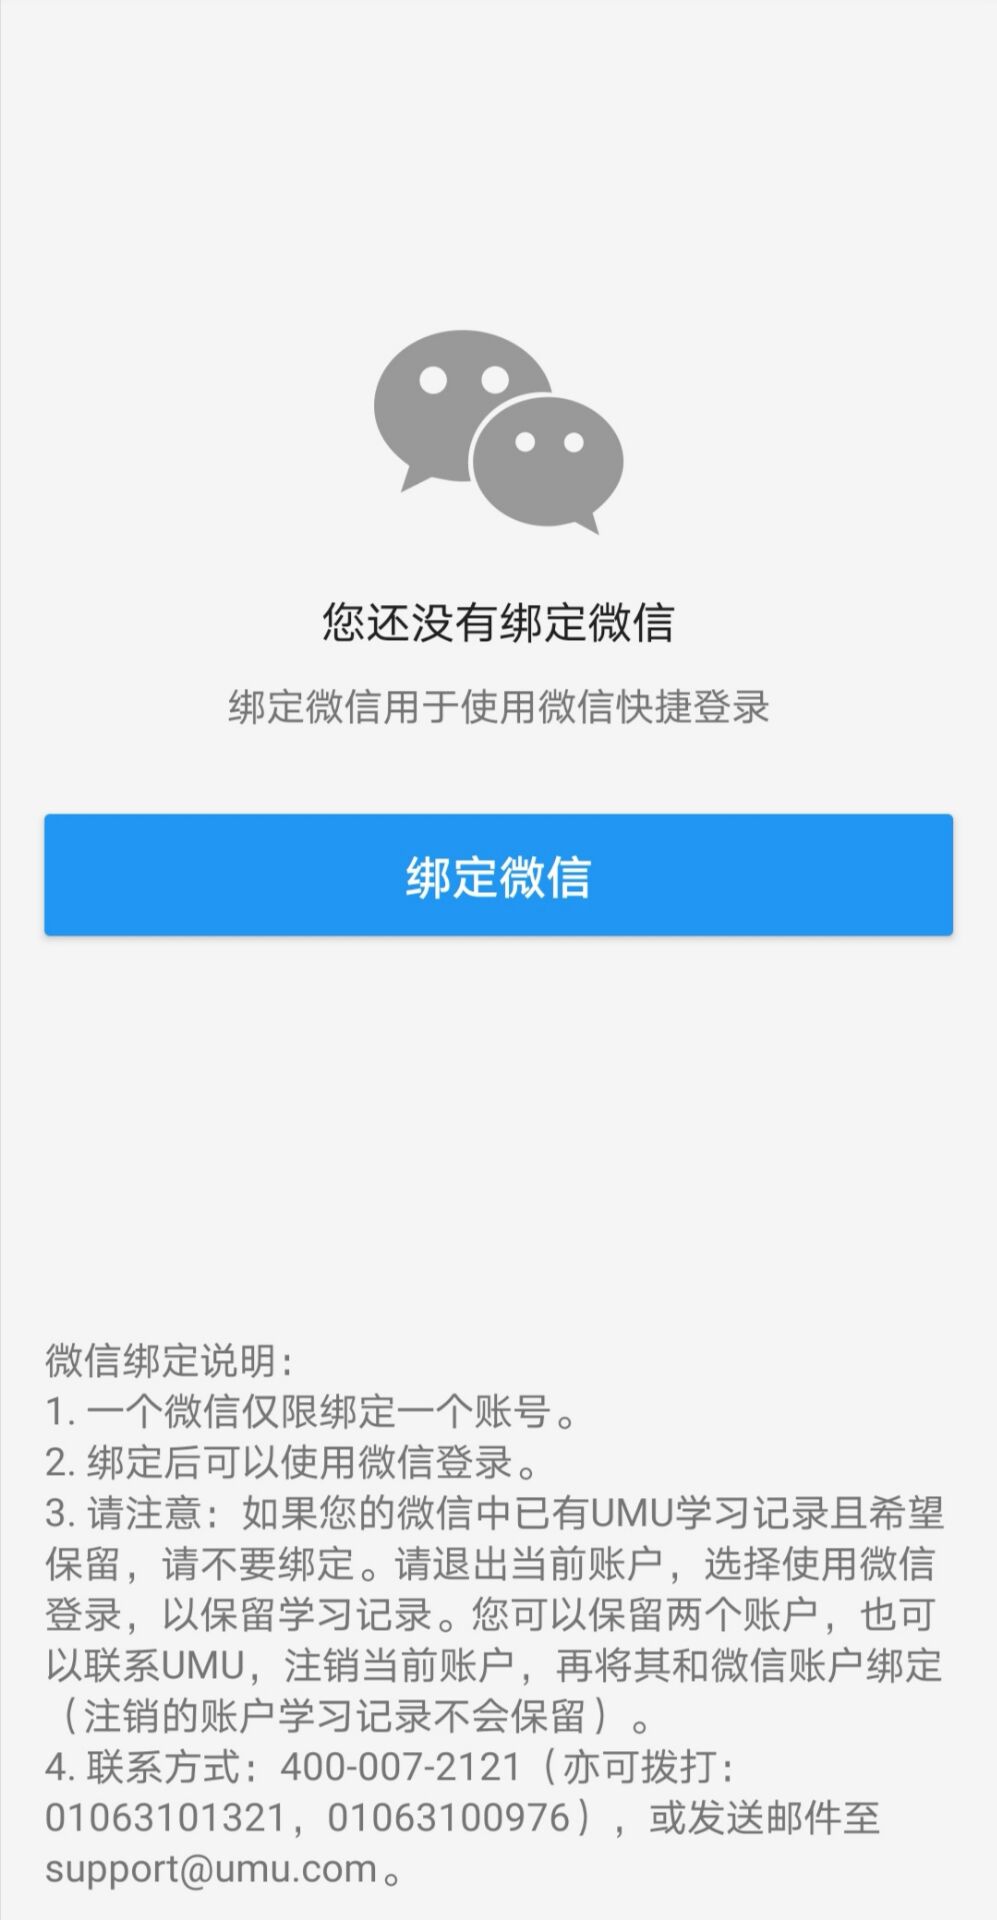 您还没有绑定微信
绑定微信用于使用微信快捷登录
绑定微信
微信绑定说明：
1. 一个微信仅限绑定一个账号。
2. 绑定后可以使用微信登录。
3. 请注意：如果您的微信中已有UMU学习记录且希望
保留，请不要绑定。请退出当前账户，选择使用微信
登录，以保留学习记录。您可以保留两个账户，也可
以联系UMU，注销当前账户，再将其和微信账户绑定
（注销的账户学习记录不会保留）。
4. 联系方式：400-007-2121（亦可拨打：
01063101321，01063100976），或发送邮件至
support@umu.com。